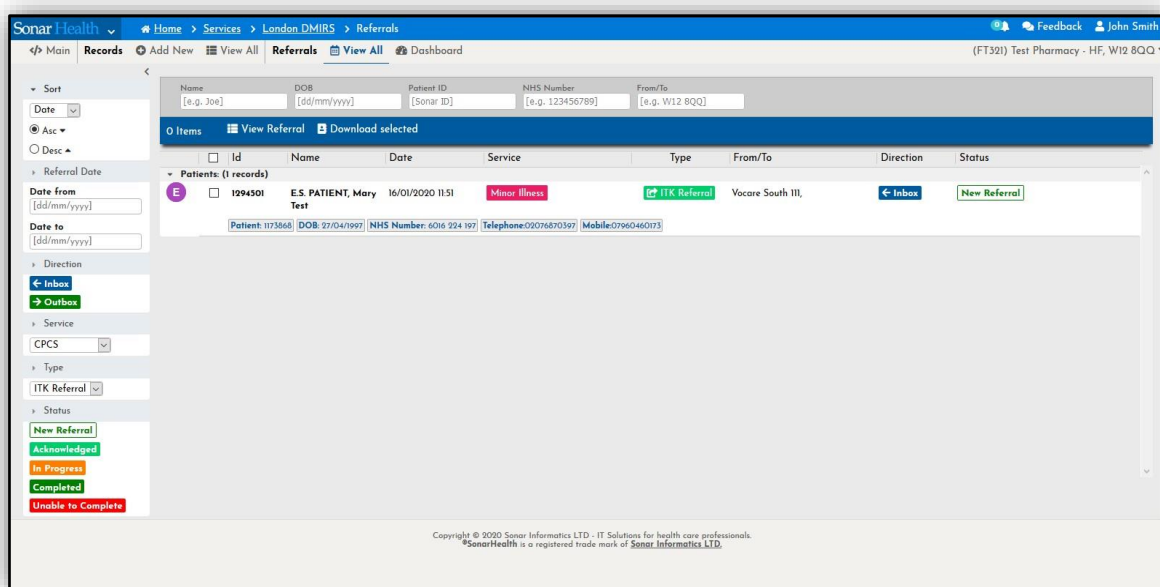 Sonar Health Home > Services > London DMIRS > Referrals 0 Feedback John Smith
</> Main Records Add New View All Referrals View All Dashboard (FT321) Test Pharmacy - HF, W12 8QQ
Sort
Date
Asc
Desc
Referral Date
Date from
[dd/mm/yyyy]
Date to
[dd/mm/yyyy]
Direction
← Inbox
→ Outbox
Service
CPCS
Type
ITK Referral
Status
New Referral
Acknowledged
In Progress
Completed
Unable to Complete
Name DOB Patient ID NHS Number From/To
[e.g. Joe] [dd/mm/yyyy] [Sonar ID] [e.g. 123456789] [e.g. W12 8QQ]
0 Items View Referral Download selected
Id Name Date Service Type From/To Direction Status
Patients: (1 records)
E 1294501 E.S. PATIENT, Mary 16/01/2020 11:51 Minor Illness ITK Referral Vocare South 111, ← Inbox New Referral
Test
Patient: 1173868 DOB: 27/04/1997 NHS Number: 6016 224 197 Telephone:02076870397 Mobile:07960460173
Copyright © 2020 Sonar Informatics LTD - IT Solutions for health care professionals.
®SonarHealth is a registered trade mark of Sonar Informatics LTD.